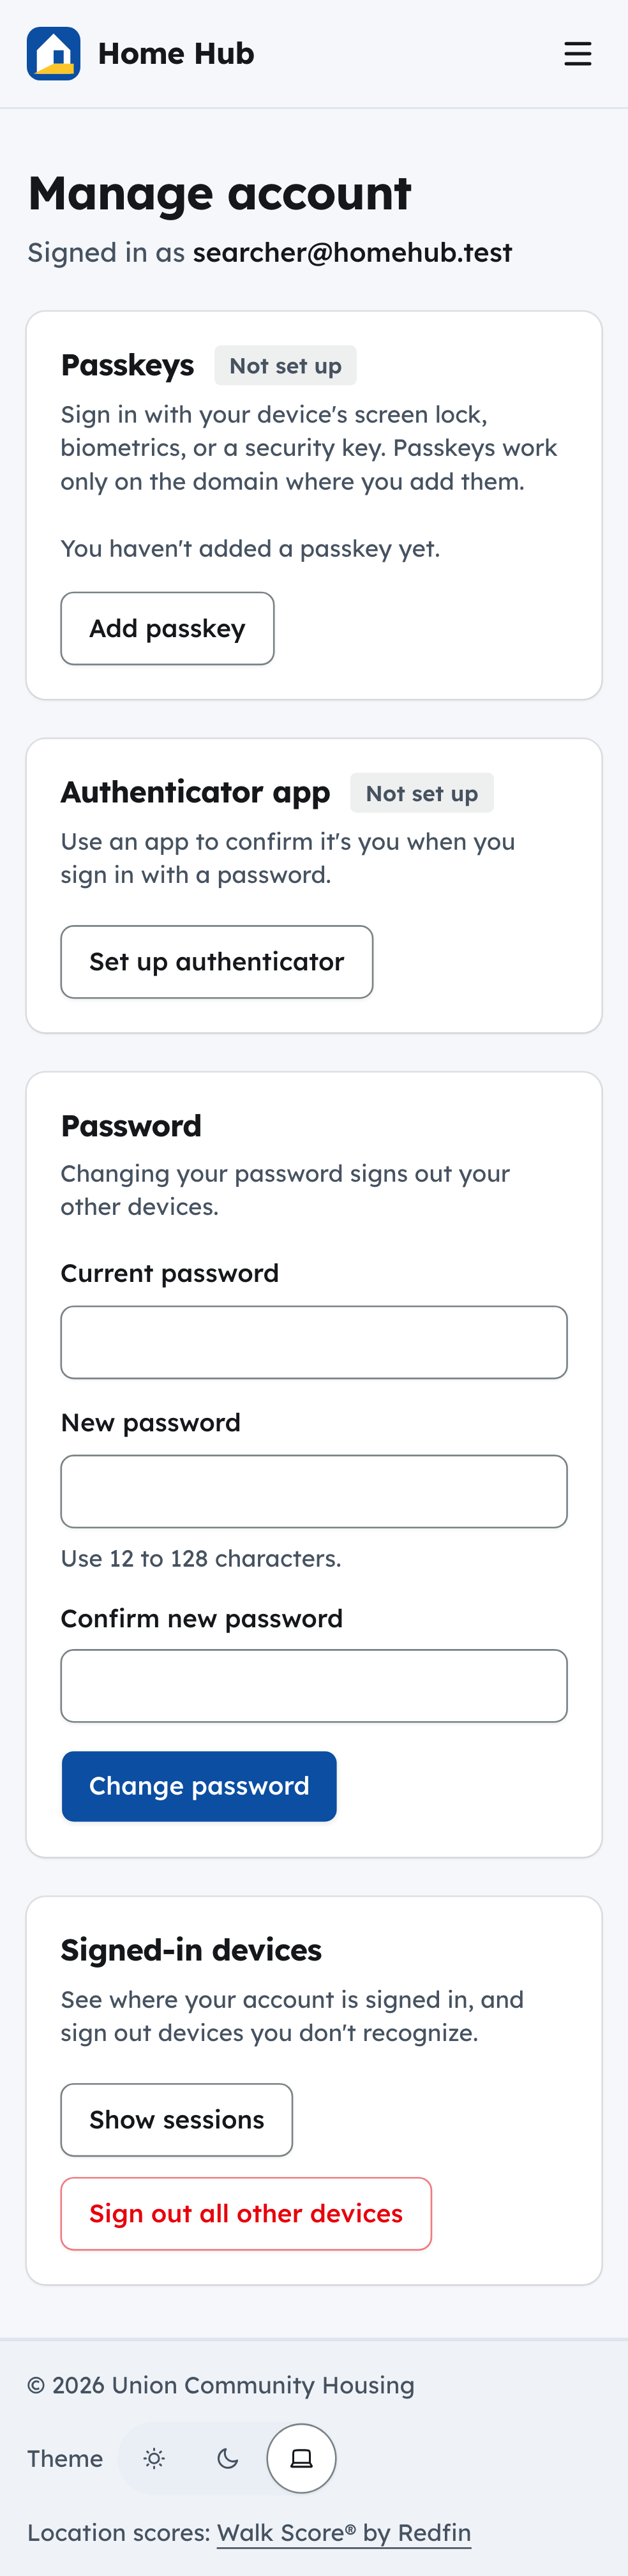 Home Hub
Manage account
Signed in as searcher@homehub.test
Passkeys Not set up
Sign in with your device's screen lock,
biometrics, or a security key. Passkeys work
only on the domain where you add them.
You haven't added a passkey yet.
Add passkey
Authenticator app Not set up
Use an app to confirm it's you when you
sign in with a password.
Set up authenticator
Password
Changing your password signs out your
other devices.
Current password
New password
Use 12 to 128 characters.
Confirm new password
Change password
Signed-in devices
See where your account is signed in, and
sign out devices you don't recognize.
Show sessions
Sign out all other devices
© 2026 Union Community Housing
Theme
Location scores: Walk Score® by Redfin